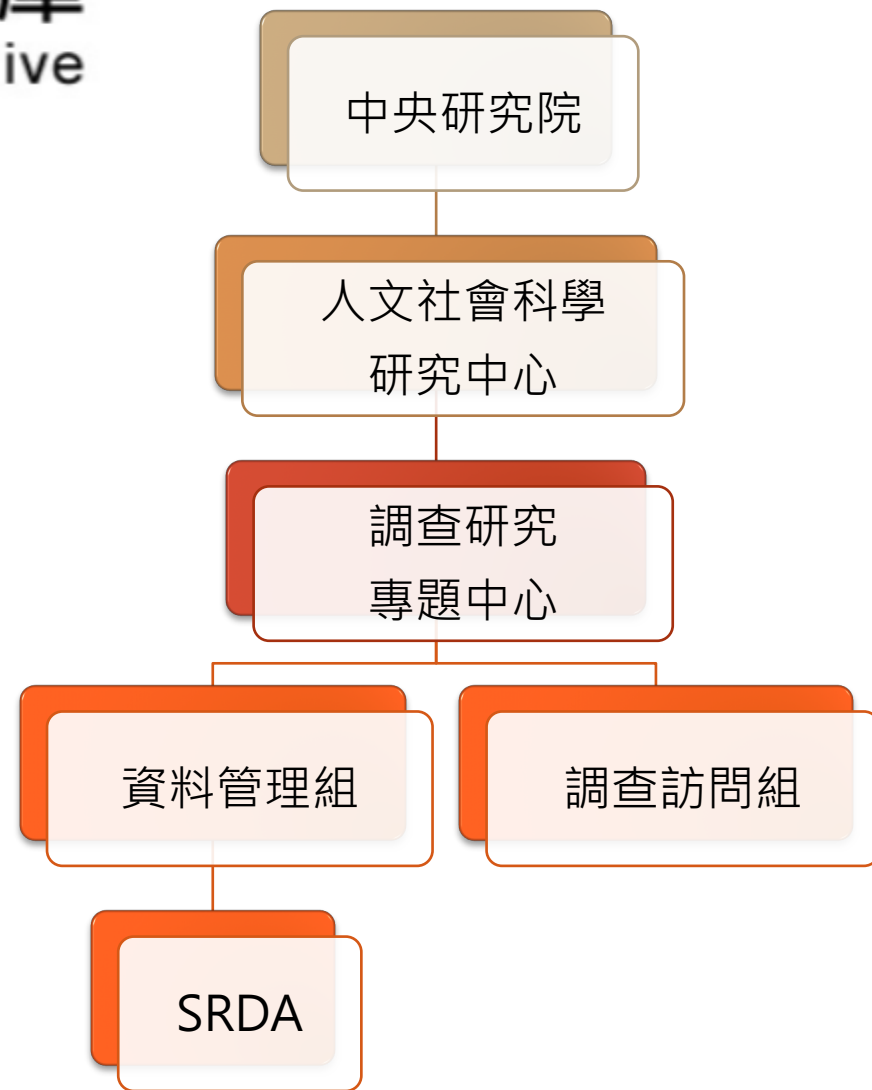 庫
ive
中央研究院
人文社會科學
研究中心
調查研究
專題中心
資料管理組
調查訪問組
SRDA